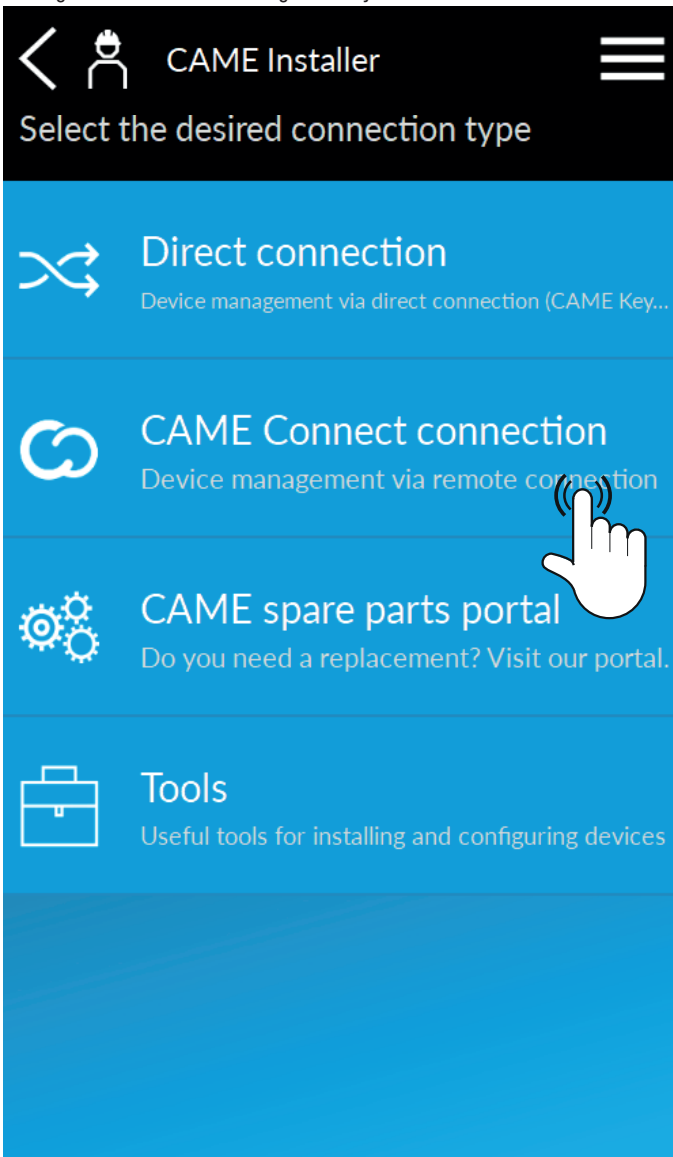 CAME Installer
Select the desired connection type
Direct connection
Device management via direct connection (CAME Key...
CAME Connect connection
Device management via remote connection
CAME spare parts portal
Do you need a replacement? Visit our portal.
Tools
Useful tools for installing and configuring devices